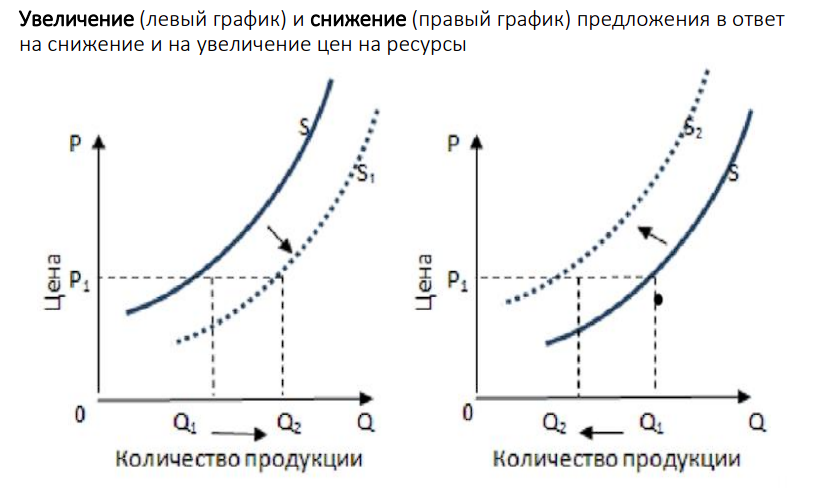 Увеличение (левый график) и снижение (правый график) предложения в ответ
на снижение и на увеличение цен на ресурсы
P
S
S₁
P₁
Цена
0
Q₁
Q₂
Q
Количество продукции
P
S₂
S
P₁
Цена
0
Q₂
Q₁
Q
Количество продукции